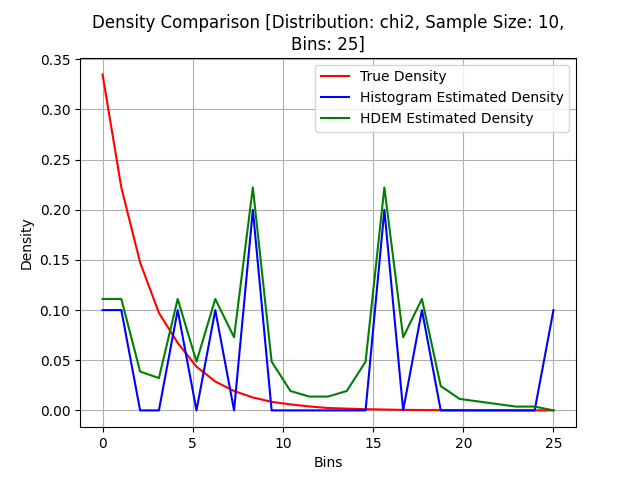 Density Comparison [Distribution: chi2, Sample Size: 10,
Bins: 25]
True Density
Histogram Estimated Density
HDEM Estimated Density
Density
0.35
0.30
0.25
0.20
0.15
0.10
0.05
0.00
0 5 10 15 20 25
Bins